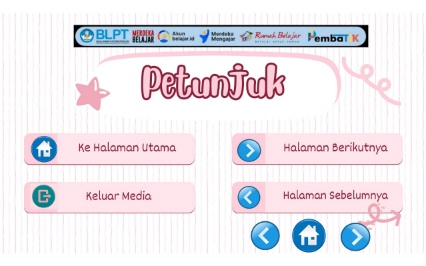 BLPT MERDEKA BELAJAR Akun belajar.id Merdeka Mengajar Rumah Belajar PembaTIK
Petunjuk
Ke Halaman Utama
Halaman Berikutnya
Keluar Media
Halaman Sebelumnya